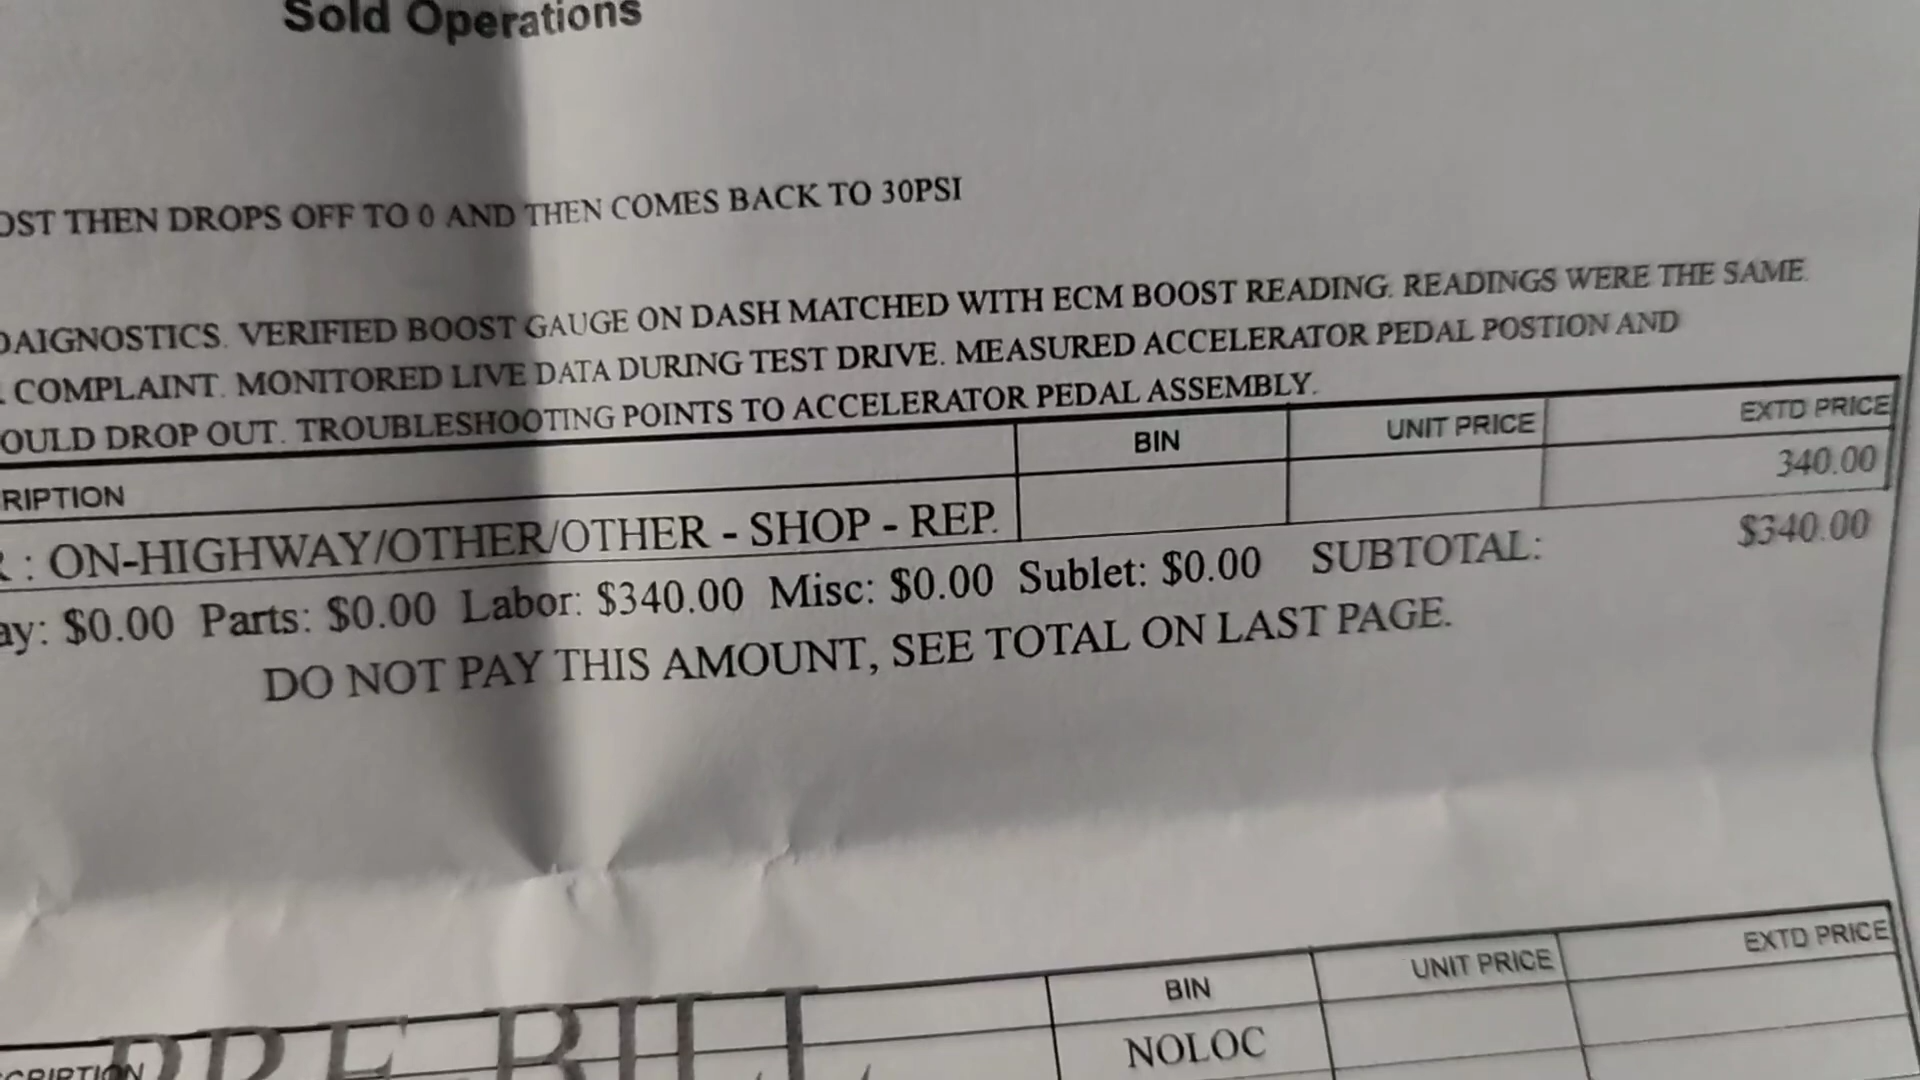 Sold Operations
OST THEN DROPS OFF TO 0 AND THEN COMES BACK TO 30PSI
DAIGNOSTICS. VERIFIED BOOST GAUGE ON DASH MATCHED WITH ECM BOOST READING. READINGS WERE THE SAME.
COMPLAINT. MONITORED LIVE DATA DURING TEST DRIVE. MEASURED ACCELERATOR PEDAL POSTION AND
OULD DROP OUT. TROUBLESHOOTING POINTS TO ACCELERATOR PEDAL ASSEMBLY.
RIPTION BIN UNIT PRICE EXTD PRICE
: ON-HIGHWAY/OTHER/OTHER - SHOP - REP. 340.00
ay: $0.00 Parts: $0.00 Labor: $340.00 Misc: $0.00 Sublet: $0.00 SUBTOTAL: $340.00
DO NOT PAY THIS AMOUNT, SEE TOTAL ON LAST PAGE.
CRIPTION BIN UNIT PRICE EXTD PRICE
PRE BILL
NOLOC